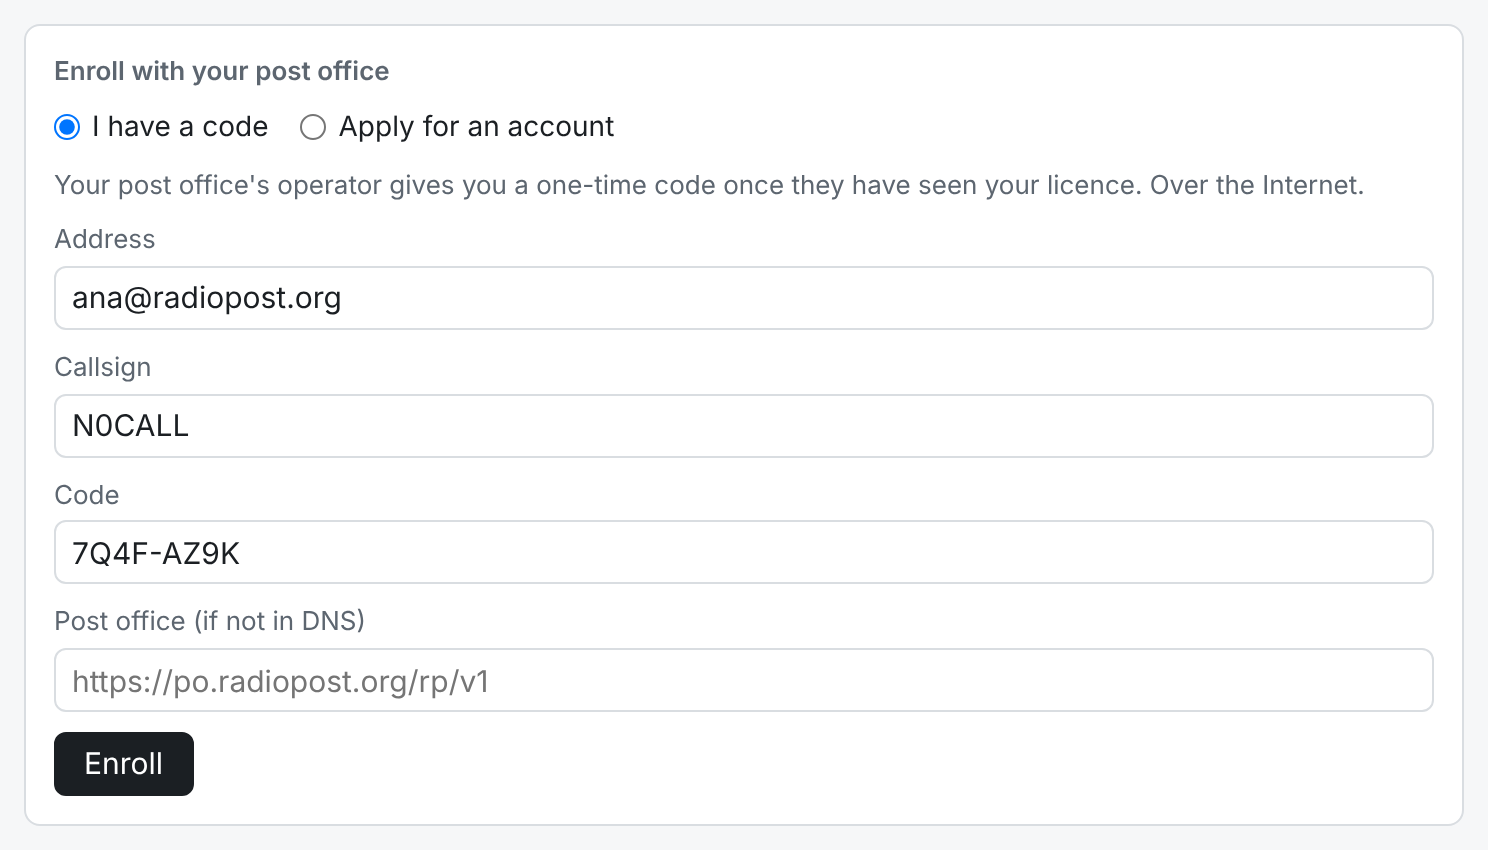 Enroll with your post office
I have a code
Apply for an account
Your post office's operator gives you a one-time code once they have seen your licence. Over the Internet.
Address
ana@radiopost.org
Callsign
N0CALL
Code
7Q4F-AZ9K
Post office (if not in DNS)
https://po.radiopost.org/rp/v1
Enroll